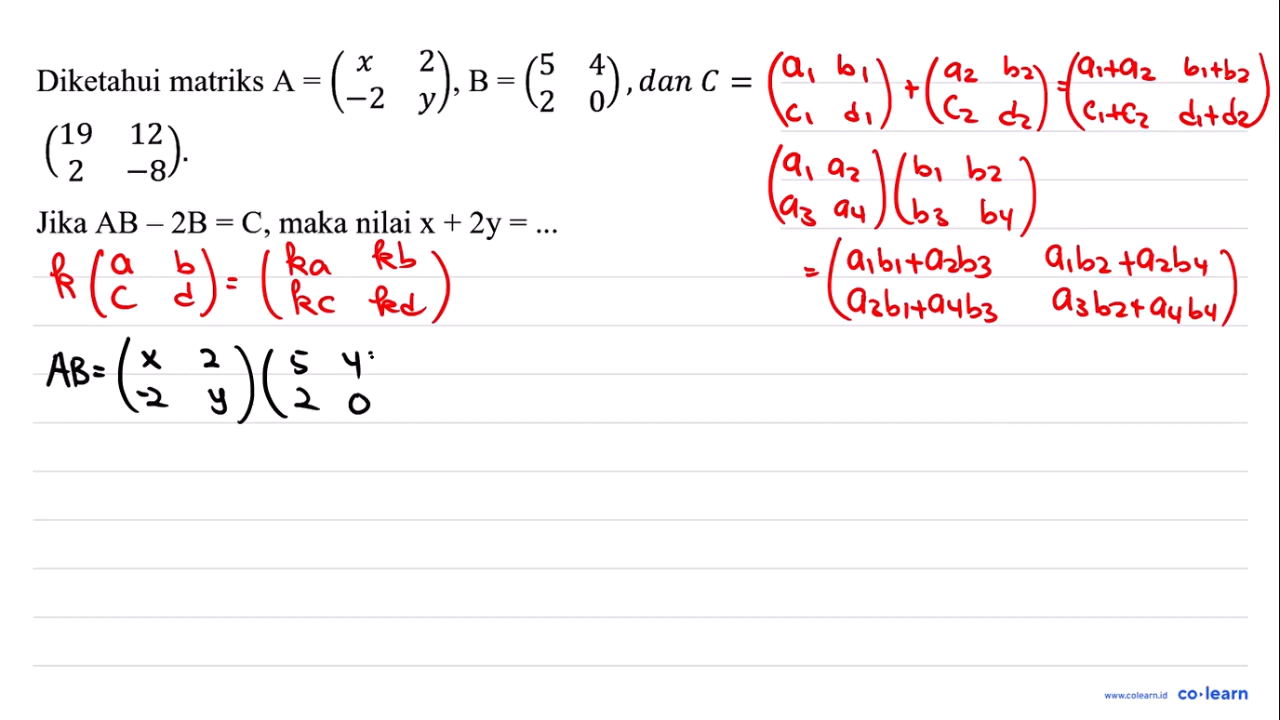 Diketahui matriks A = (x 2 −2 y), B = (5 4 2 0), dan C =
(19 12 2 −8).
Jika AB – 2B = C, maka nilai x + 2y = ...
(a1 b1 c1 d1) + (a2 b2 c2 d2) = (a1+a2 b1+b2 c1+c2 d1+d2)
(a1 a2 a3 a4)(b1 b2 b3 b4)
= (a1b1+a2b3 a1b2+a2b4 a2b1+a4b3 a3b2+a4b4)
k (a b c d) = (ka kb kc kd)
AB = (x 2 -2 y)(5 4 2 0
www.colearn.id co·learn